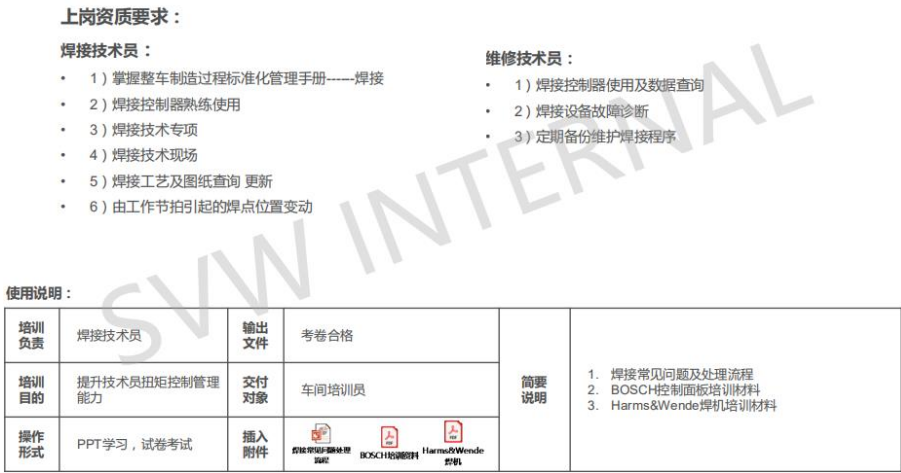 上岗资质要求：
焊接技术员：
• 1）掌握整车制造过程标准化管理手册------焊接
• 2）焊接控制器熟练使用
• 3）焊接技术专项
• 4）焊接技术现场
• 5）焊接工艺及图纸查询 更新
• 6）由工作节拍引起的焊点位置变动
维修技术员：
• 1）焊接控制器使用及数据查询
• 2）焊接设备故障诊断
• 3）定期备份维护焊接程序
SVW INTERNAL
使用说明：
培训
负责
焊接技术员
输出
文件
考卷合格
培训
目的
提升技术员扭矩控制管理
能力
交付
对象
车间培训员
操作
形式
PPT学习，试卷考试
插入
附件
焊接常见问题处理
流程
BOSCH培训资料
Harms&Wende
焊机
简要
说明
1. 焊接常见问题及处理流程
2. BOSCH控制面板培训材料
3. Harms&Wende焊机培训材料